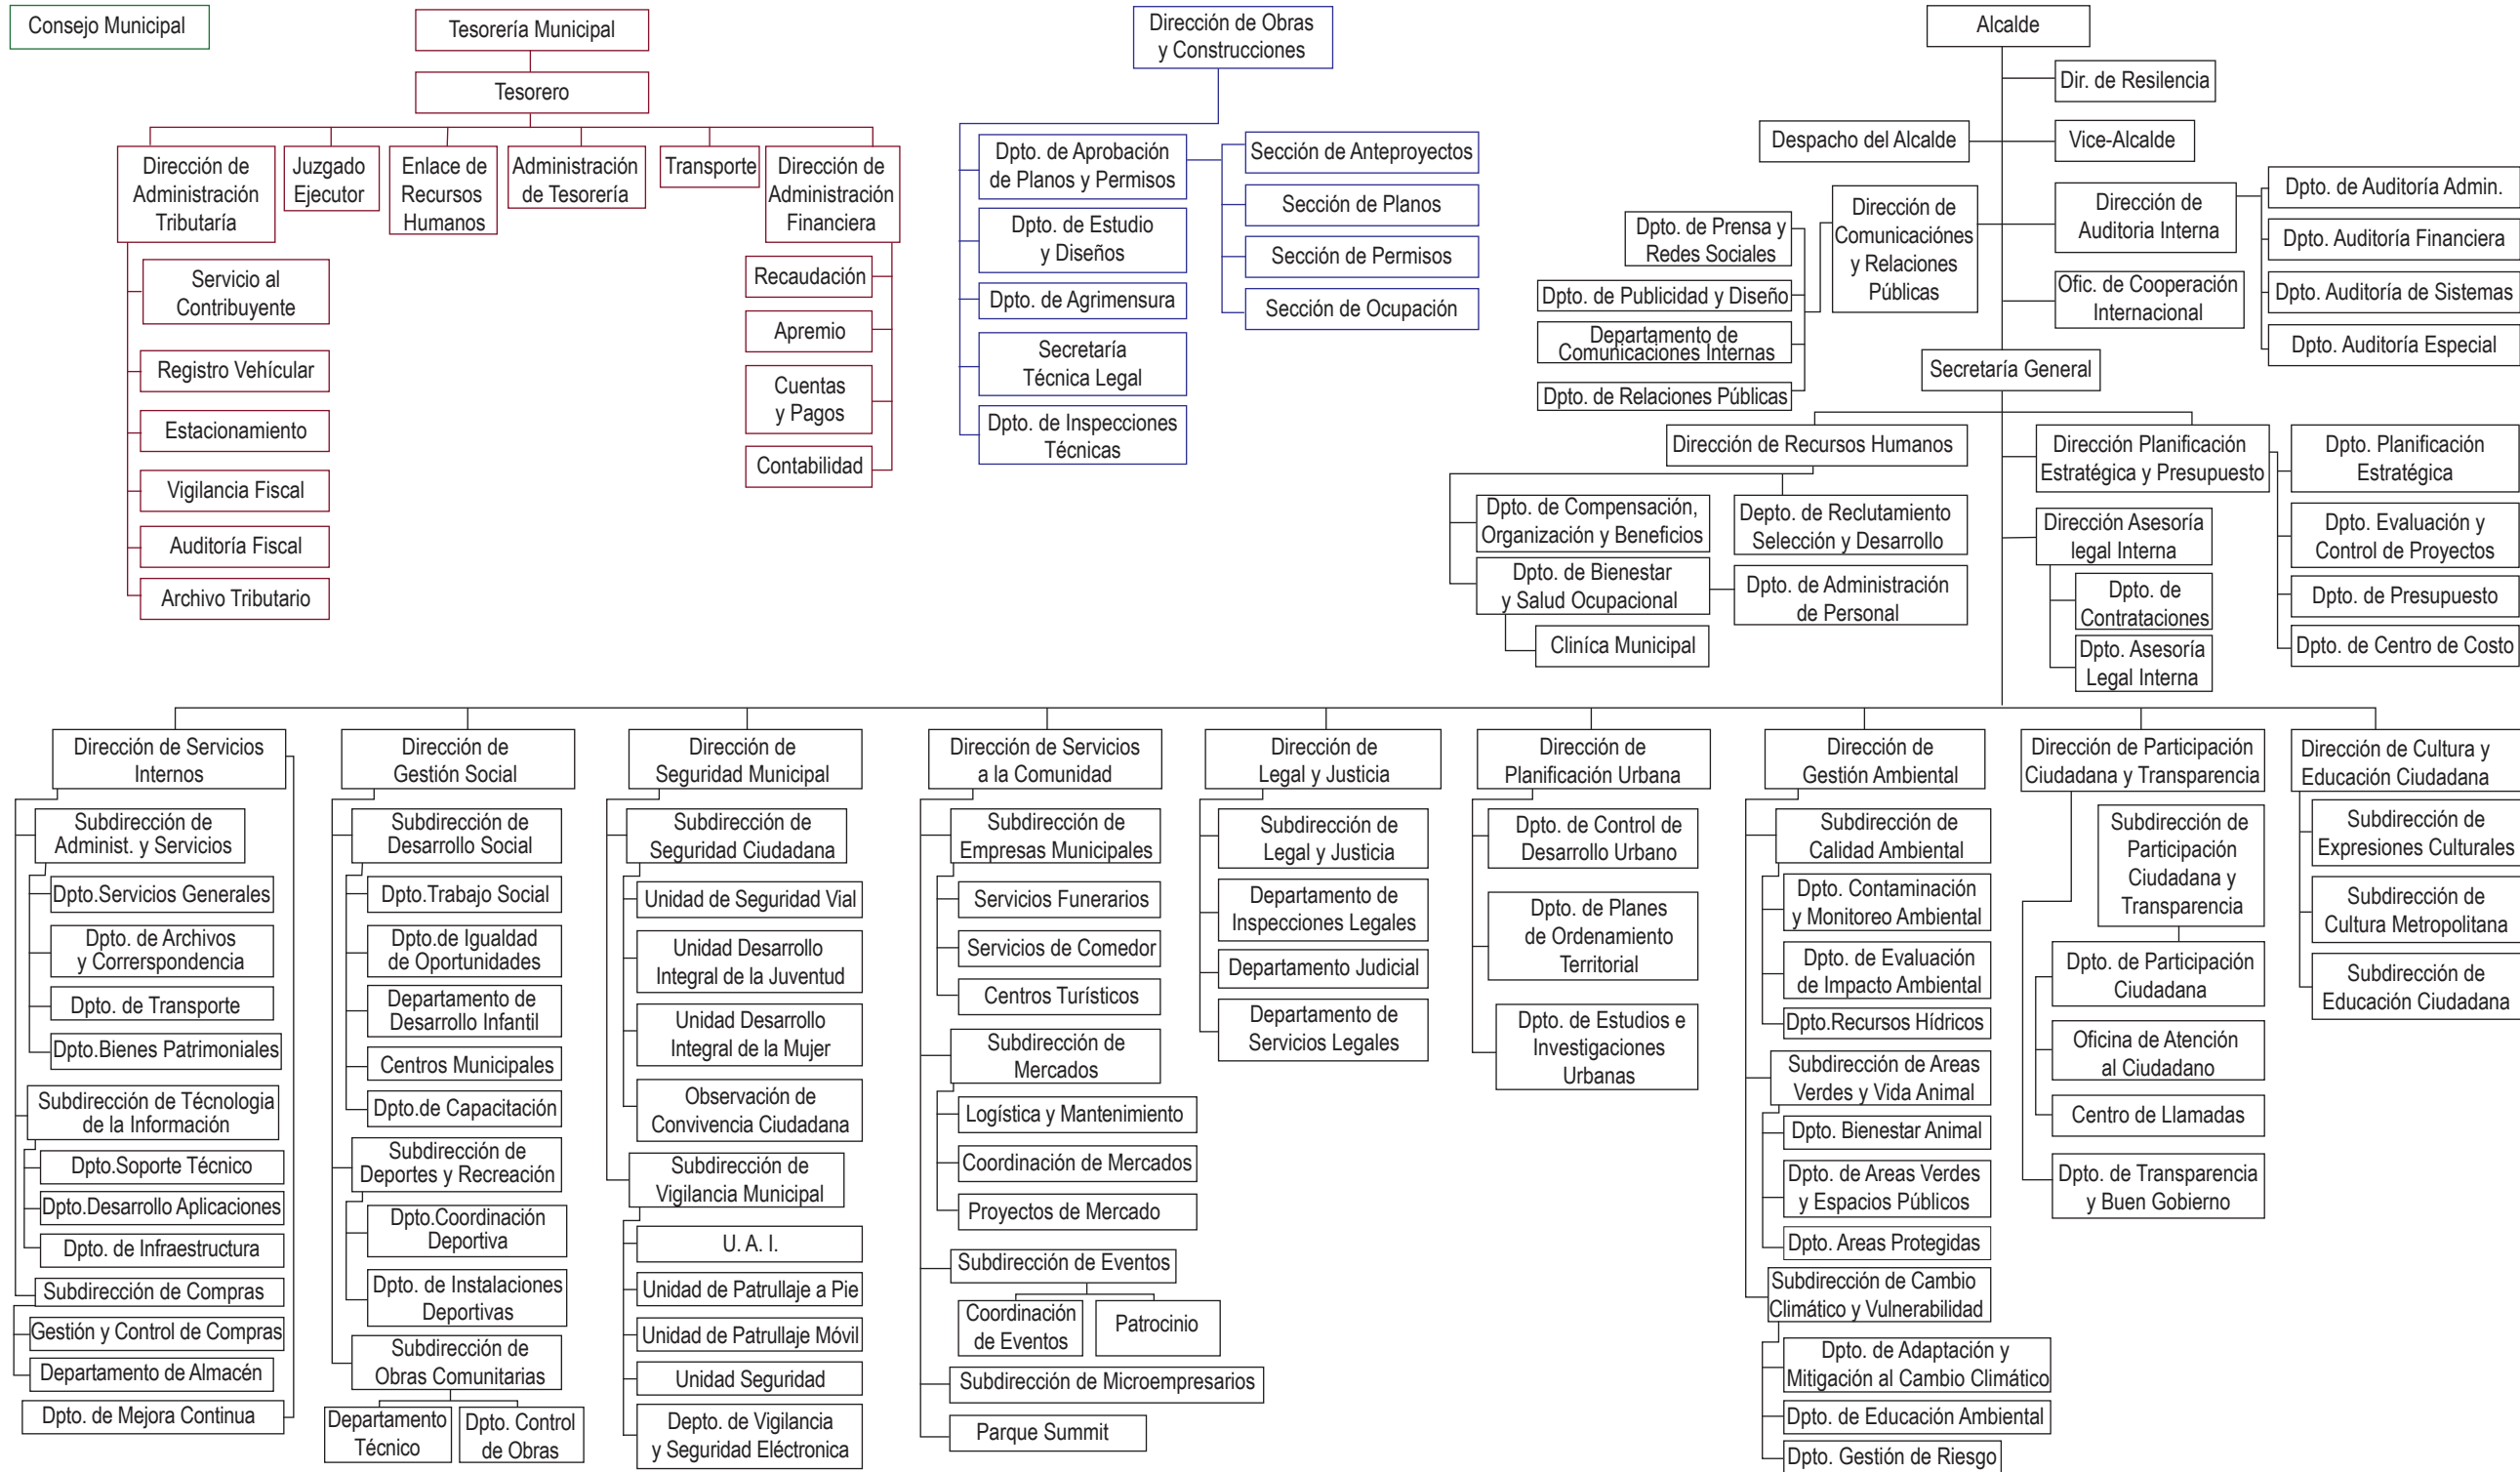 Consejo Municipal
Tesorería Municipal
Tesorero
Dirección de
Administración
Tributaría
Juzgado
Ejecutor
Enlace de
Recursos
Humanos
Administración
de Tesorería
Transporte
Dirección de
Administración
Financiera
Servicio al
Contribuyente
Registro Vehícular
Estacionamiento
Vigilancia Fiscal
Auditoría Fiscal
Archivo Tributario
Recaudación
Apremio
Cuentas
y Pagos
Contabilidad
Dirección de Obras
y Construcciones
Dpto. de Aprobación
de Planos y Permisos
Dpto. de Estudio
y Diseños
Dpto. de Agrimensura
Secretaría
Técnica Legal
Dpto. de Inspecciones
Técnicas
Sección de Anteproyectos
Sección de Planos
Sección de Permisos
Sección de Ocupación
Alcalde
Dir. de Resilencia
Despacho del Alcalde
Vice-Alcalde
Dirección de
Comunicaciónes
y Relaciones
Públicas
Dpto. de Prensa y
Redes Sociales
Dpto. de Publicidad y Diseño
Departamento de
Comunicaciones Internas
Dpto. de Relaciones Públicas
Dirección de
Auditoria Interna
Dpto. de Auditoría Admin.
Dpto. Auditoría Financiera
Dpto. Auditoría de Sistemas
Dpto. Auditoría Especial
Ofic. de Cooperación
Internacional
Secretaría General
Dirección de Recursos Humanos
Dpto. de Compensación,
Organización y Beneficios
Depto. de Reclutamiento
Selección y Desarrollo
Dpto. de Bienestar
y Salud Ocupacional
Dpto. de Administración
de Personal
Cliníca Municipal
Dirección Planificación
Estratégica y Presupuesto
Dpto. Planificación
Estratégica
Dpto. Evaluación y
Control de Proyectos
Dpto. de Presupuesto
Dpto. de Centro de Costo
Dirección Asesoría
legal Interna
Dpto. de
Contrataciones
Dpto. Asesoría
Legal Interna
Dirección de Servicios
Internos
Subdirección de
Administ. y Servicios
Dpto.Servicios Generales
Dpto. de Archivos
y Correrspondencia
Dpto. de Transporte
Dpto.Bienes Patrimoniales
Subdirección de Técnologia
de la Información
Dpto.Soporte Técnico
Dpto.Desarrollo Aplicaciones
Dpto. de Infraestructura
Subdirección de Compras
Gestión y Control de Compras
Departamento de Almacén
Dpto. de Mejora Continua
Dirección de
Gestión Social
Subdirección de
Desarrollo Social
Dpto.Trabajo Social
Dpto.de Igualdad
de Oportunidades
Departamento de
Desarrollo Infantil
Centros Municipales
Dpto.de Capacitación
Subdirección de
Deportes y Recreación
Dpto.Coordinación
Deportiva
Dpto. de Instalaciones
Deportivas
Subdirección de
Obras Comunitarias
Departamento
Técnico
Dpto. Control
de Obras
Dirección de
Seguridad Municipal
Subdirección de
Seguridad Ciudadana
Unidad de Seguridad Vial
Unidad Desarrollo
Integral de la Juventud
Unidad Desarrollo
Integral de la Mujer
Observación de
Convivencia Ciudadana
Subdirección de
Vigilancia Municipal
U. A. I.
Unidad de Patrullaje a Pie
Unidad de Patrullaje Móvil
Unidad Seguridad
Depto. de Vigilancia
y Seguridad Eléctronica
Dirección de Servicios
a la Comunidad
Subdirección de
Empresas Municipales
Servicios Funerarios
Servicios de Comedor
Centros Turísticos
Subdirección de
Mercados
Logística y Mantenimiento
Coordinación de Mercados
Proyectos de Mercado
Subdirección de Eventos
Coordinación
de Eventos
Patrocinio
Subdirección de Microempresarios
Parque Summit
Dirección de
Legal y Justicia
Subdirección de
Legal y Justicia
Departamento de
Inspecciones Legales
Departamento Judicial
Departamento de
Servicios Legales
Dirección de
Planificación Urbana
Dpto. de Control de
Desarrollo Urbano
Dpto. de Planes
de Ordenamiento
Territorial
Dpto. de Estudios e
Investigaciones
Urbanas
Dirección de
Gestión Ambiental
Subdirección de
Calidad Ambiental
Dpto. Contaminación
y Monitoreo Ambiental
Dpto. de Evaluación
de Impacto Ambiental
Dpto.Recursos Hídricos
Subdirección de Areas
Verdes y Vida Animal
Dpto. Bienestar Animal
Dpto. de Areas Verdes
y Espacios Públicos
Dpto. Areas Protegidas
Subdirección de Cambio
Climático y Vulnerabilidad
Dpto. de Adaptación y
Mitigación al Cambio Climático
Dpto. de Educación Ambiental
Dpto. Gestión de Riesgo
Dirección de Participación
Ciudadana y Transparencia
Subdirección de
Participación
Ciudadana y
Transparencia
Dpto. de Participación
Ciudadana
Oficina de Atención
al Ciudadano
Centro de Llamadas
Dpto. de Transparencia
y Buen Gobierno
Dirección de Cultura y
Educación Ciudadana
Subdirección de
Expresiones Culturales
Subdirección de
Cultura Metropolitana
Subdirección de
Educación Ciudadana